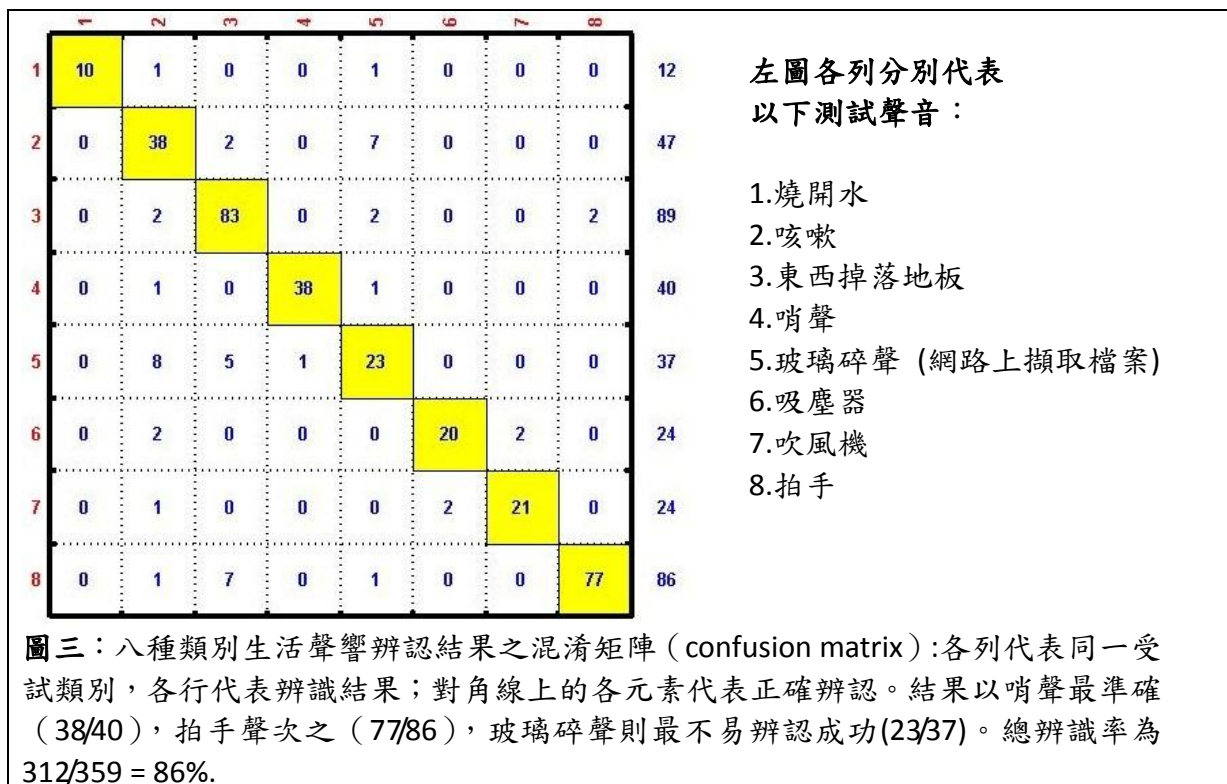 1 2 3 4 5 6 7 8
1 10 1 0 0 1 0 0 0 12
2 0 38 2 0 7 0 0 0 47
3 0 2 83 0 2 0 0 2 89
4 0 1 0 38 1 0 0 0 40
5 0 8 5 1 23 0 0 0 37
6 0 2 0 0 0 20 2 0 24
7 0 1 0 0 0 2 21 0 24
8 0 1 7 0 1 0 0 77 86
左圖各列分別代表
以下測試聲音：
1.燒開水
2.咳嗽
3.東西掉落地板
4.哨聲
5.玻璃碎聲 (網路上擷取檔案)
6.吸塵器
7.吹風機
8.拍手
圖三：八種類別生活聲響辨認結果之混淆矩陣（confusion matrix）:各列代表同一受
試類別，各行代表辨識結果；對角線上的各元素代表正確辨認。結果以哨聲最準確
（38/40），拍手聲次之（77/86），玻璃碎聲則最不易辨認成功(23/37)。總辨識率為
312/359 = 86%.